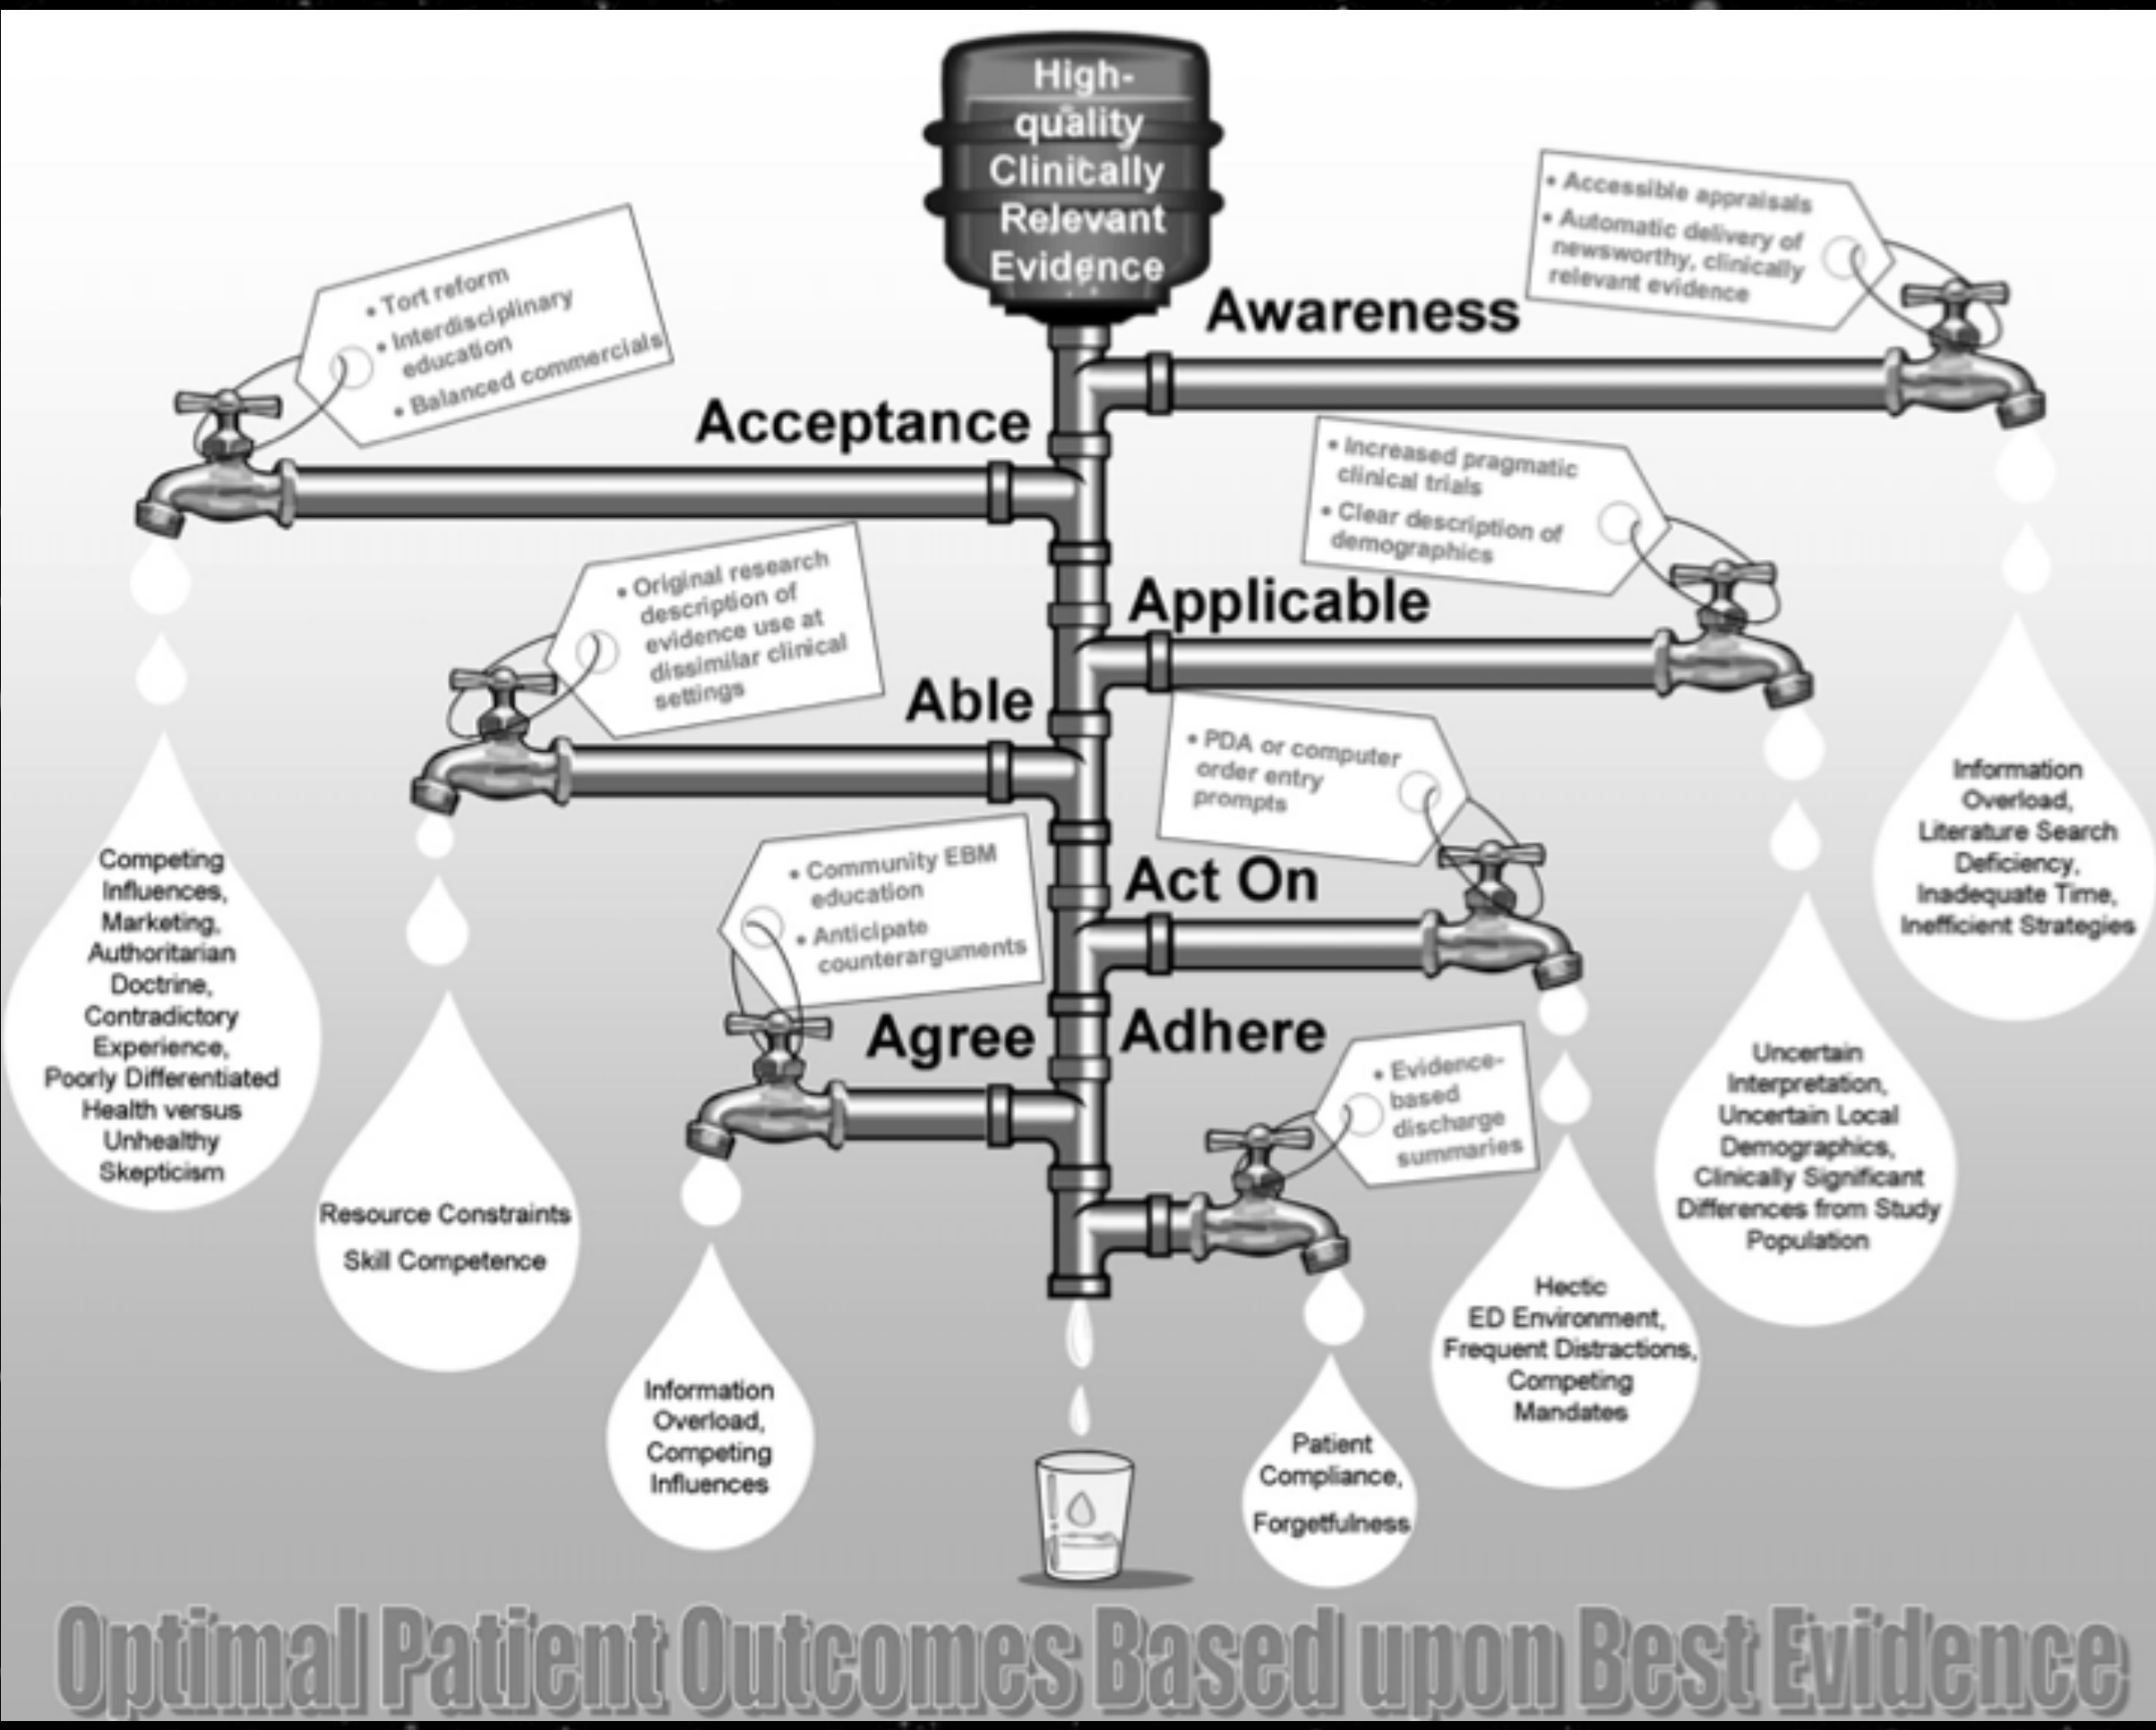 High-
quality
Clinically
Relevant
Evidence
Awareness
• Accessible appraisals
• Automatic delivery of
newsworthy, clinically
relevant evidence
Information
Overload,
Literature Search
Deficiency,
Inadequate Time,
Inefficient Strategies
Acceptance
• Tort reform
• Interdisciplinary
education
• Balanced commercials
Competing
Influences,
Marketing,
Authoritarian
Doctrine,
Contradictory
Experience,
Poorly Differentiated
Health versus
Unhealthy
Skepticism
Applicable
• Increased pragmatic
clinical trials
• Clear description of
demographics
Uncertain
Interpretation,
Uncertain Local
Demographics,
Clinically Significant
Differences from Study
Population
Able
• Original research
description of
evidence use at
dissimilar clinical
settings
Resource Constraints
Skill Competence
Act On
• PDA or computer
order entry
prompts
Hectic
ED Environment,
Frequent Distractions,
Competing
Mandates
Agree
• Community EBM
education
• Anticipate
counterarguments
Information
Overload,
Competing
Influences
Adhere
• Evidence-
based
discharge
summaries
Patient
Compliance,
Forgetfulness
Optimal Patient Outcomes Based upon Best Evidence